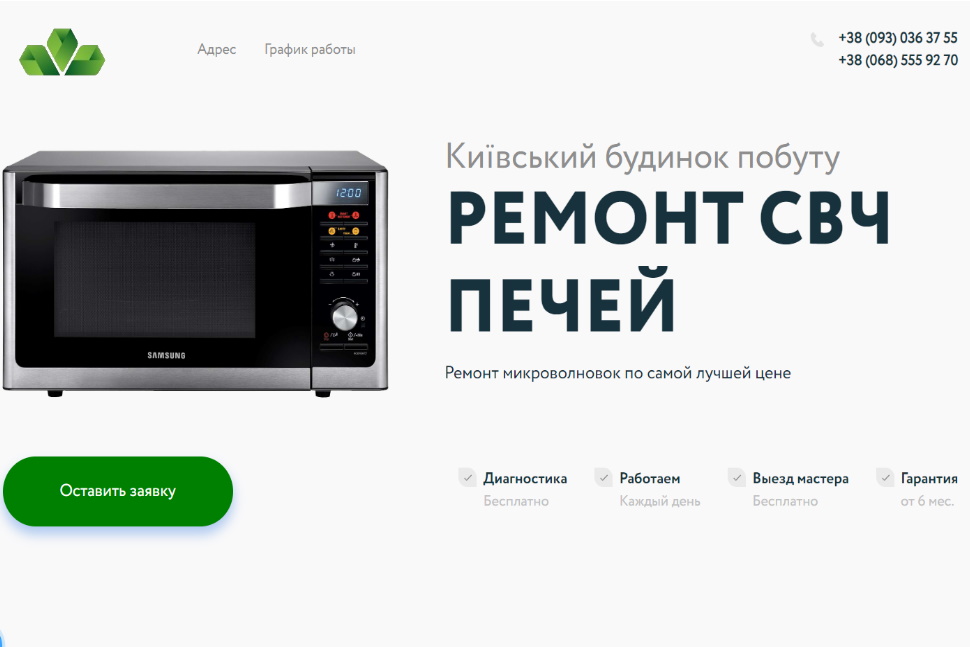 Адрес
График работы
+38 (093) 036 37 55
+38 (068) 555 92 70
Київський будинок побуту
РЕМОНТ СВЧ
ПЕЧЕЙ
Ремонт микроволновок по самой лучшей цене
1200
SAMSUNG
Оставить заявку
Диагностика
Бесплатно
Работаем
Каждый день
Выезд мастера
Бесплатно
Гарантия
от 6 мес.